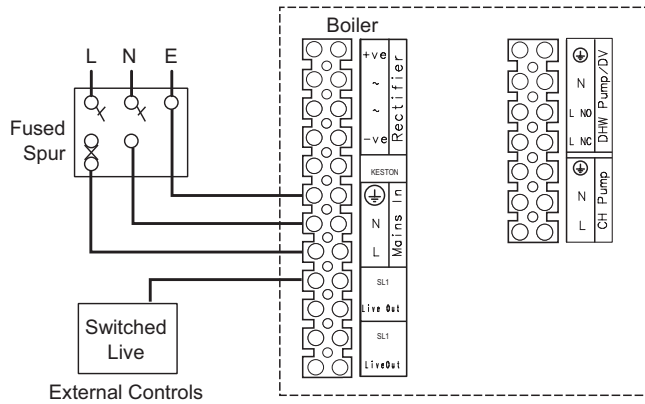 Boiler
L N E
Fused
Spur
+ve
~
~
-ve
Rectifier
KESTON
N
L
Mains In
SL1
Live Out
SL1
LiveOut
Switched
Live
External Controls
N
L NO
L NC
DHW Pump/DV
N
L
CH Pump